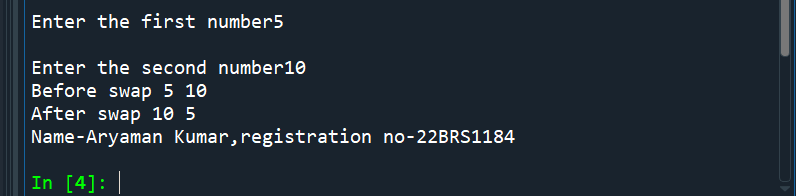 Enter the first number5
Enter the second number10
Before swap 5 10
After swap 10 5
Name-Aryaman Kumar,registration no-22BRS1184
In [4]: